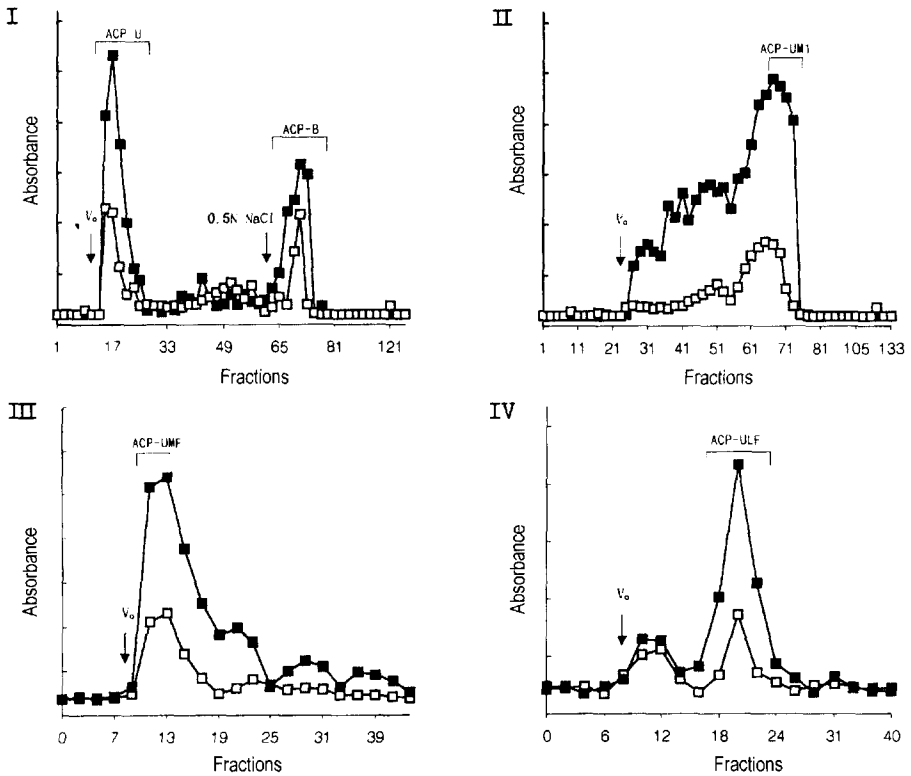 I
ACP U
Absorbance
V₀
0.5N NaCl
ACP-B
1 17 33 49 65 81 121
Fractions
II
ACP-UM1
Absorbance
V₀
1 11 21 31 41 51 61 71 81 105 133
Fractions
III
ACP-UMF
Absorbance
V₀
0 7 13 19 25 31 39
Fractions
IV
ACP-ULF
Absorbance
V₀
0 6 12 18 24 28 34 40
Fractions